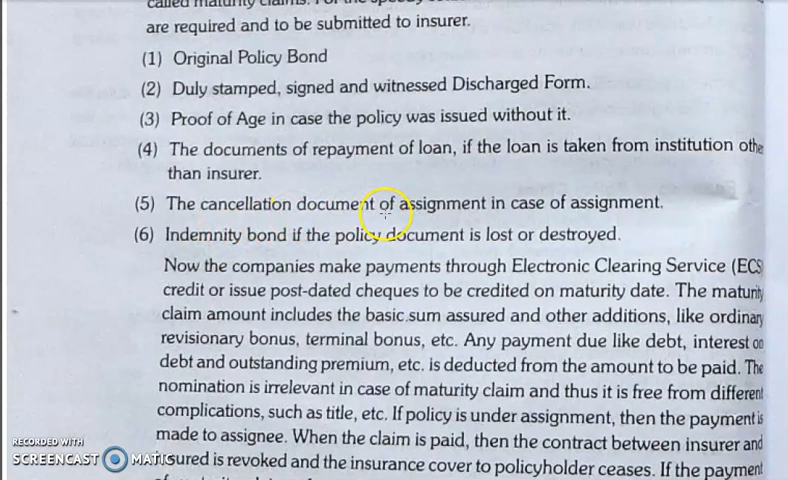 called maturity claims. For the speedy
are required and to be submitted to insurer.
(1) Original Policy Bond
(2) Duly stamped, signed and witnessed Discharged Form.
(3) Proof of Age in case the policy was issued without it.
(4) The documents of repayment of loan, if the loan is taken from institution othe
than insurer.
(5) The cancellation document of assignment in case of assignment.
(6) Indemnity bond if the policy document is lost or destroyed.
Now the companies make payments through Electronic Clearing Service (ECS
credit or issue post-dated cheques to be credited on maturity date. The maturity
claim amount includes the basic sum assured and other additions, like ordinary
revisionary bonus, terminal bonus, etc. Any payment due like debt, interest on
debt and outstanding premium, etc. is deducted from the amount to be paid. The
nomination is irrelevant in case of maturity claim and thus it is free from different
complications, such as title, etc. If policy is under assignment, then the payment is
made to assignee. When the claim is paid, then the contract between insurer and
insured is revoked and the insurance cover to policyholder ceases. If the payment
RECORDED WITH
SCREENCAST MATIC